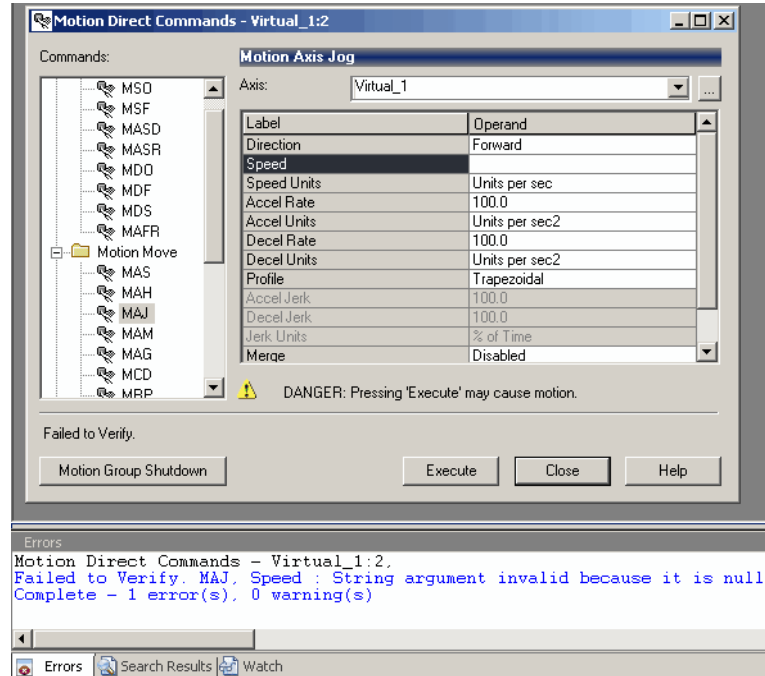 Motion Direct Commands - Virtual_1:2
Commands:
Motion Axis Jog
MSO
MSF
MASD
MASR
MDO
MDF
MDS
MAFR
Motion Move
MAS
MAH
MAJ
MAM
MAG
MCD
MRP
Axis: Virtual_1 ...
Label Operand
Direction Forward
Speed
Speed Units Units per sec
Accel Rate 100.0
Accel Units Units per sec2
Decel Rate 100.0
Decel Units Units per sec2
Profile Trapezoidal
Accel Jerk 100.0
Decel Jerk 100.0
Jerk Units % of Time
Merge Disabled
DANGER: Pressing 'Execute' may cause motion.
Failed to Verify.
Motion Group Shutdown Execute Close Help
Errors
Motion Direct Commands - Virtual_1:2,
Failed to Verify. MAJ, Speed : String argument invalid because it is null
Complete - 1 error(s), 0 warning(s)
Errors Search Results Watch